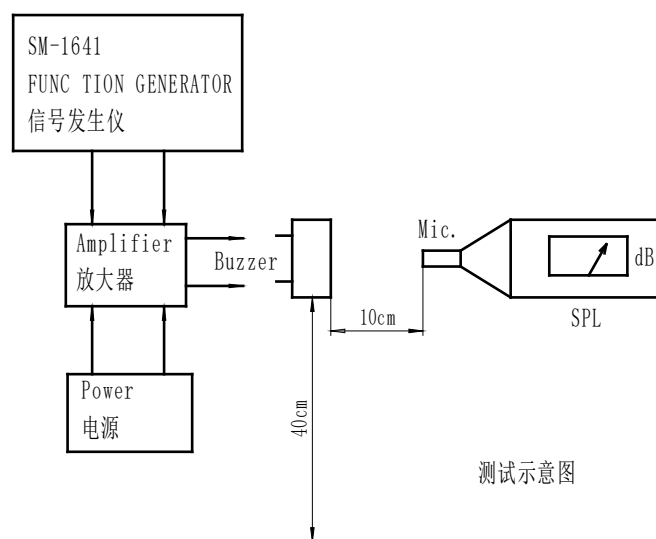 SM-1641
FUNC TION GENERATOR
信号发生仪
Amplifier
放大器
Buzzer
Mic.
dB
SPL
10cm
40cm
Power
电源
测试示意图